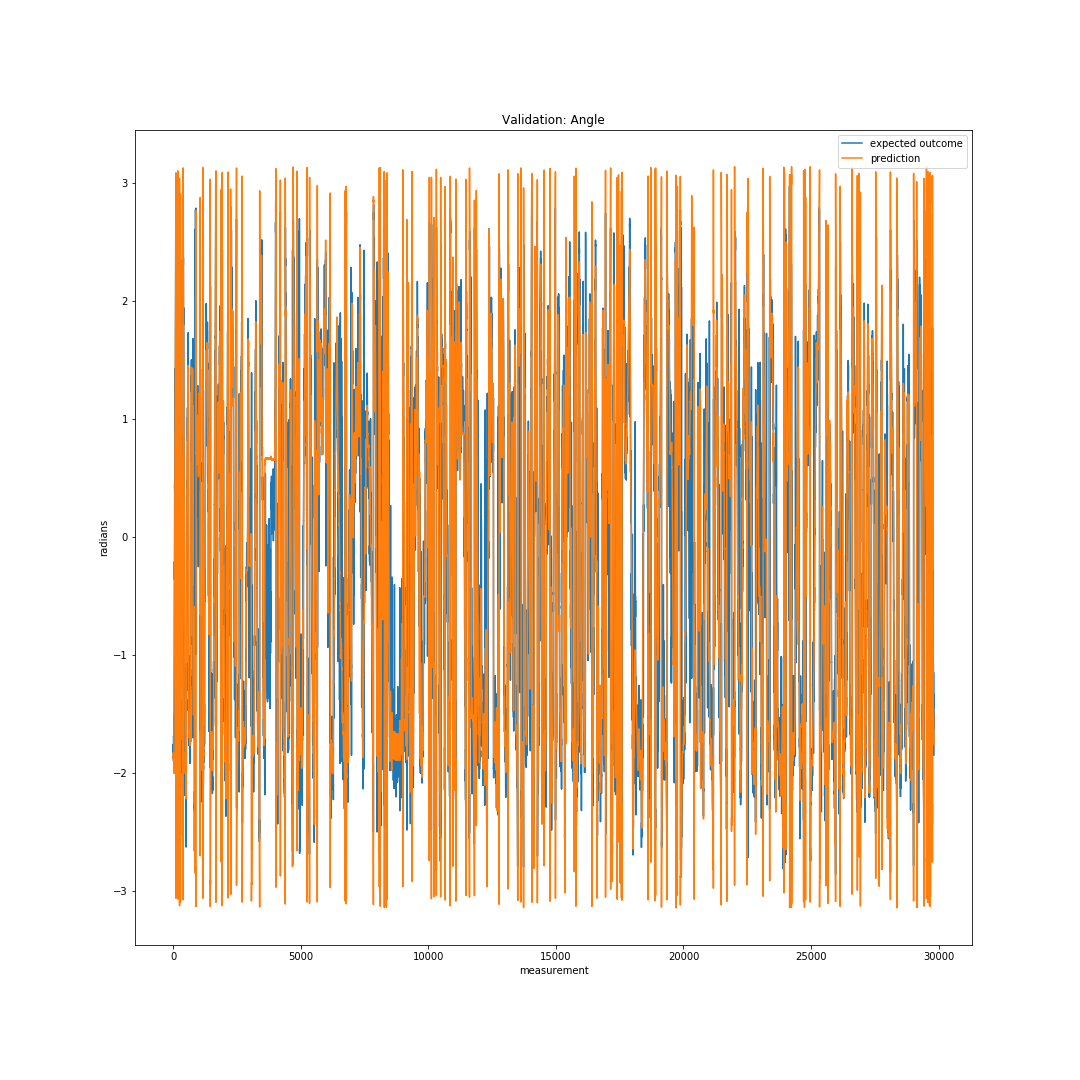 Validation: Angle
expected outcome
prediction
3
2
1
0
−1
−2
−3
radians
0 5000 10000 15000 20000 25000 30000
measurement